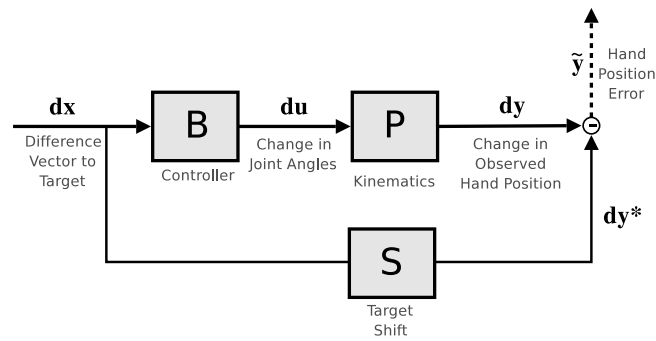 ỹ
Hand
Position
Error
dx
du
dy
B
P
-
Difference
Vector to
Target
Controller
Change in
Joint Angles
Kinematics
Change in
Observed
Hand Position
dy*
S
Target
Shift